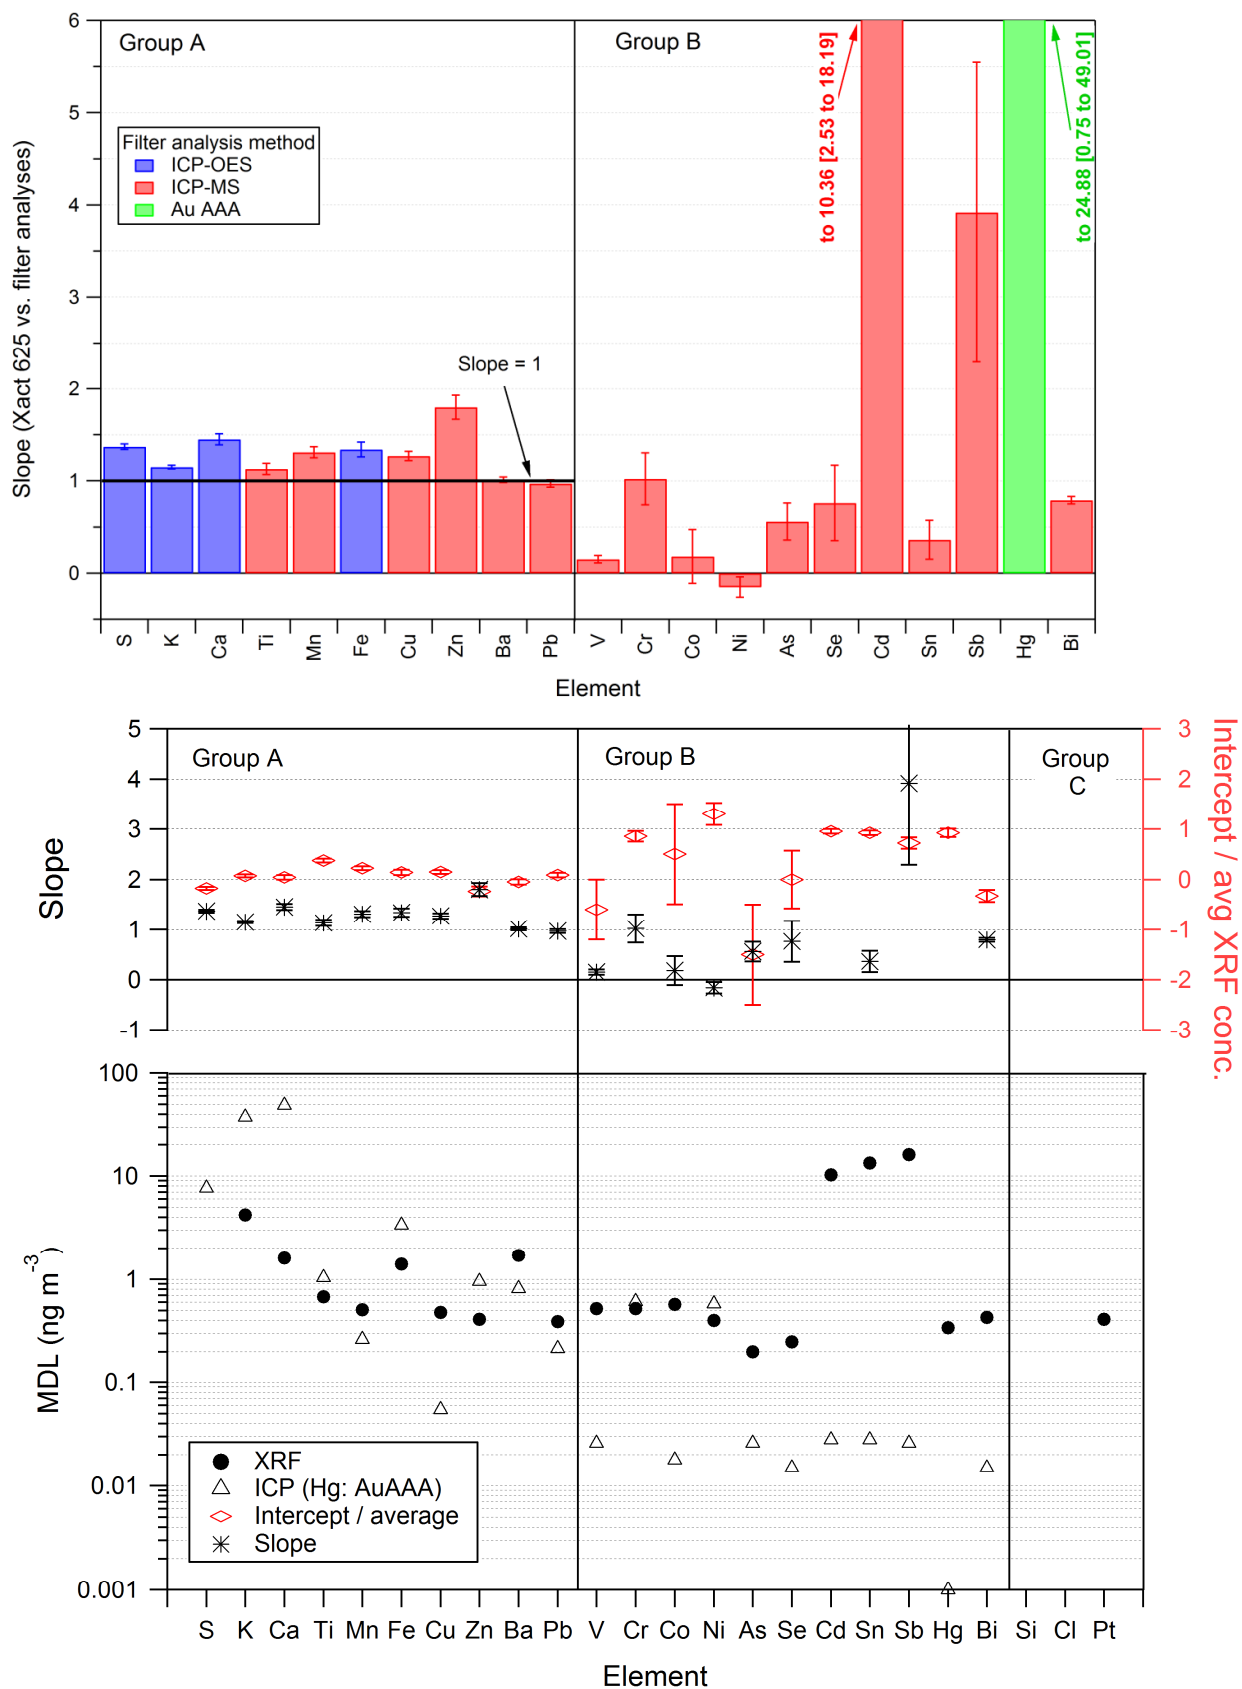 Group A
Group B
6
5
4
3
2
1
0
Slope (Xact 625 vs. filter analyses)
Filter analysis method
ICP-OES
ICP-MS
Au AAA
to 10.36 [2.53 to 18.19]
to 24.88 [0.75 to 49.01]
Slope = 1
S K Ca Ti Mn Fe Cu Zn Ba Pb V Cr Co Ni As Se Cd Sn Sb Hg Bi
Element
Group A
Group B
Group
C
5
4
3
2
1
0
-1
Slope
3
2
1
0
-1
-2
-3
Intercept / avg XRF conc.
100
10
1
0.1
0.01
0.001
MDL (ng m-3)
XRF
ICP (Hg: AuAAA)
Intercept / average
Slope
S K Ca Ti Mn Fe Cu Zn Ba Pb V Cr Co Ni As Se Cd Sn Sb Hg Bi Si Cl Pt
Element